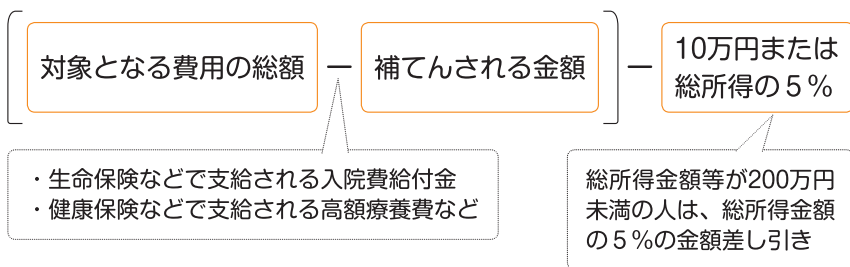 対象となる費用の総額 − 補てんされる金額 − 10万円または
総所得の5％
・生命保険などで支給される入院費給付金
・健康保険などで支給される高額療養費など
総所得金額等が200万円
未満の人は、総所得金額
の5％の金額差し引き